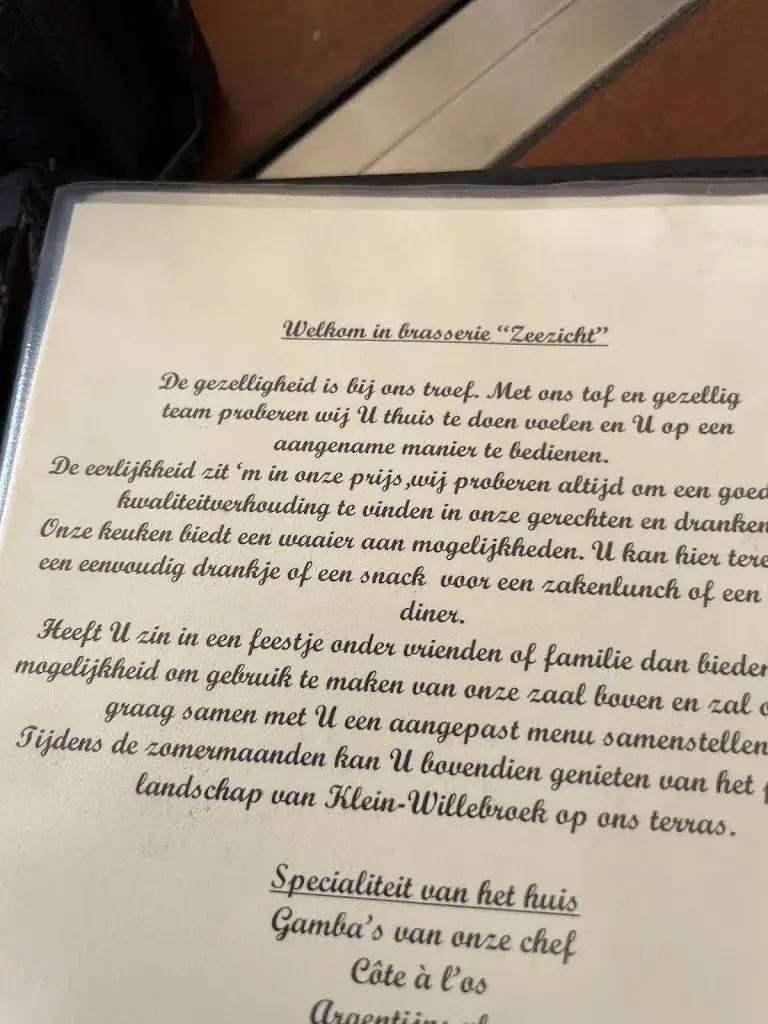 Welkom in brasserie “Zeezicht”
De gezelligheid is bij ons troef. Met ons tof en gezellig
team proberen wij U thuis te doen voelen en U op een
aangename manier te bedienen.
De eerlijkheid zit ‘m in onze prijs ,wij proberen altijd om een goed
kwaliteitverhouding te vinden in onze gerechten en dranken
Onze keuken biedt een waaier aan mogelijkheden. U kan hier
een eenvoudig drankje of een snack voor een zakenlunch of een
diner.
Heeft U zin in een feestje onder vrienden of familie dan bieden
mogelijkheid om gebruik te maken van onze zaal boven en zal
graag samen met U een aangepast menu samenstellen
Tijdens de zomermaanden kan U bovendien genieten van het
landschap van Klein-Willebroek op ons terras.
Specialiteit van het huis
Gamba’s van onze chef
Côte à l’os